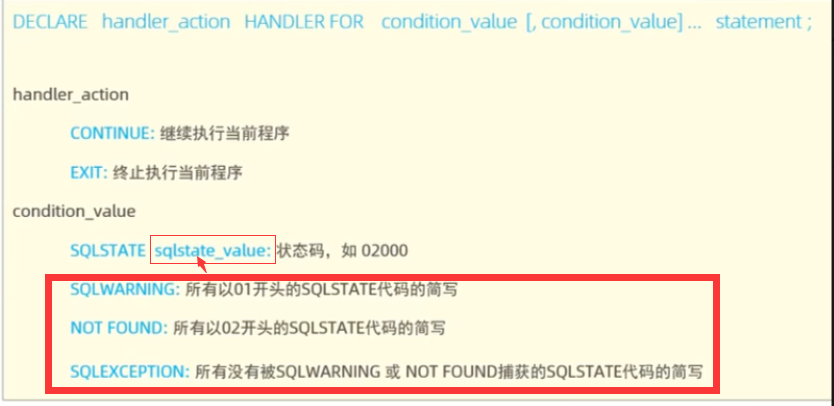 DECLARE handler_action HANDLER FOR condition_value [, condition_value] ... statement ;
handler_action
CONTINUE: 继续执行当前程序
EXIT: 终止执行当前程序
condition_value
SQLSTATE sqlstate_value: 状态码，如 02000
SQLWARNING: 所有以01开头的SQLSTATE代码的简写
NOT FOUND: 所有以02开头的SQLSTATE代码的简写
SQLEXCEPTION: 所有没有被SQLWARNING 或 NOT FOUND捕获的SQLSTATE代码的简写